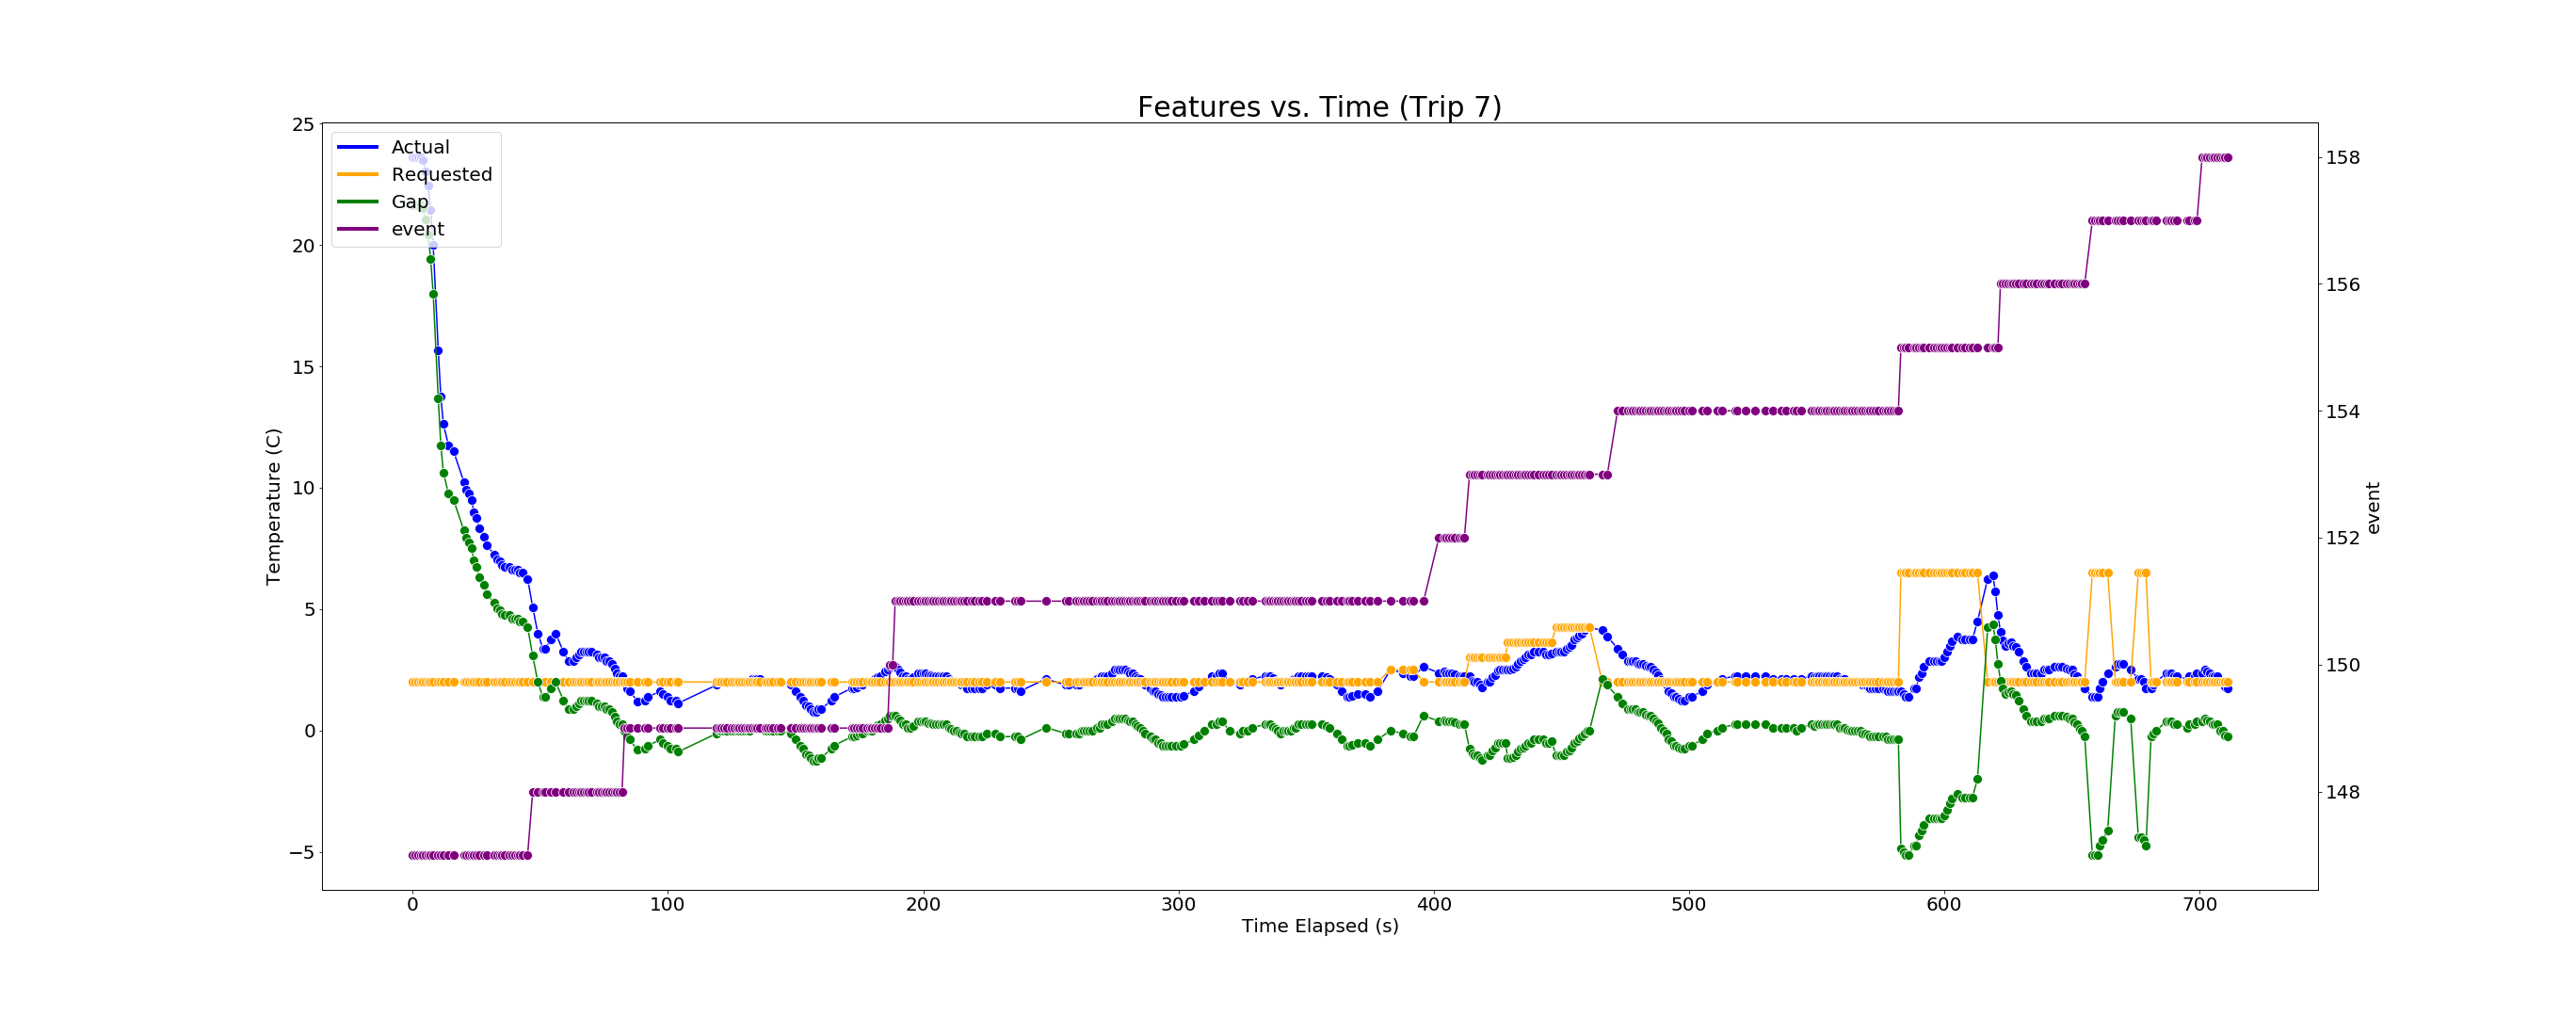 Features vs. Time (Trip 7)
Actual
Requested
Gap
event
25
20
15
10
5
0
−5
Temperature (C)
158
156
154
152
150
148
event
0 100 200 300 400 500 600 700
Time Elapsed (s)